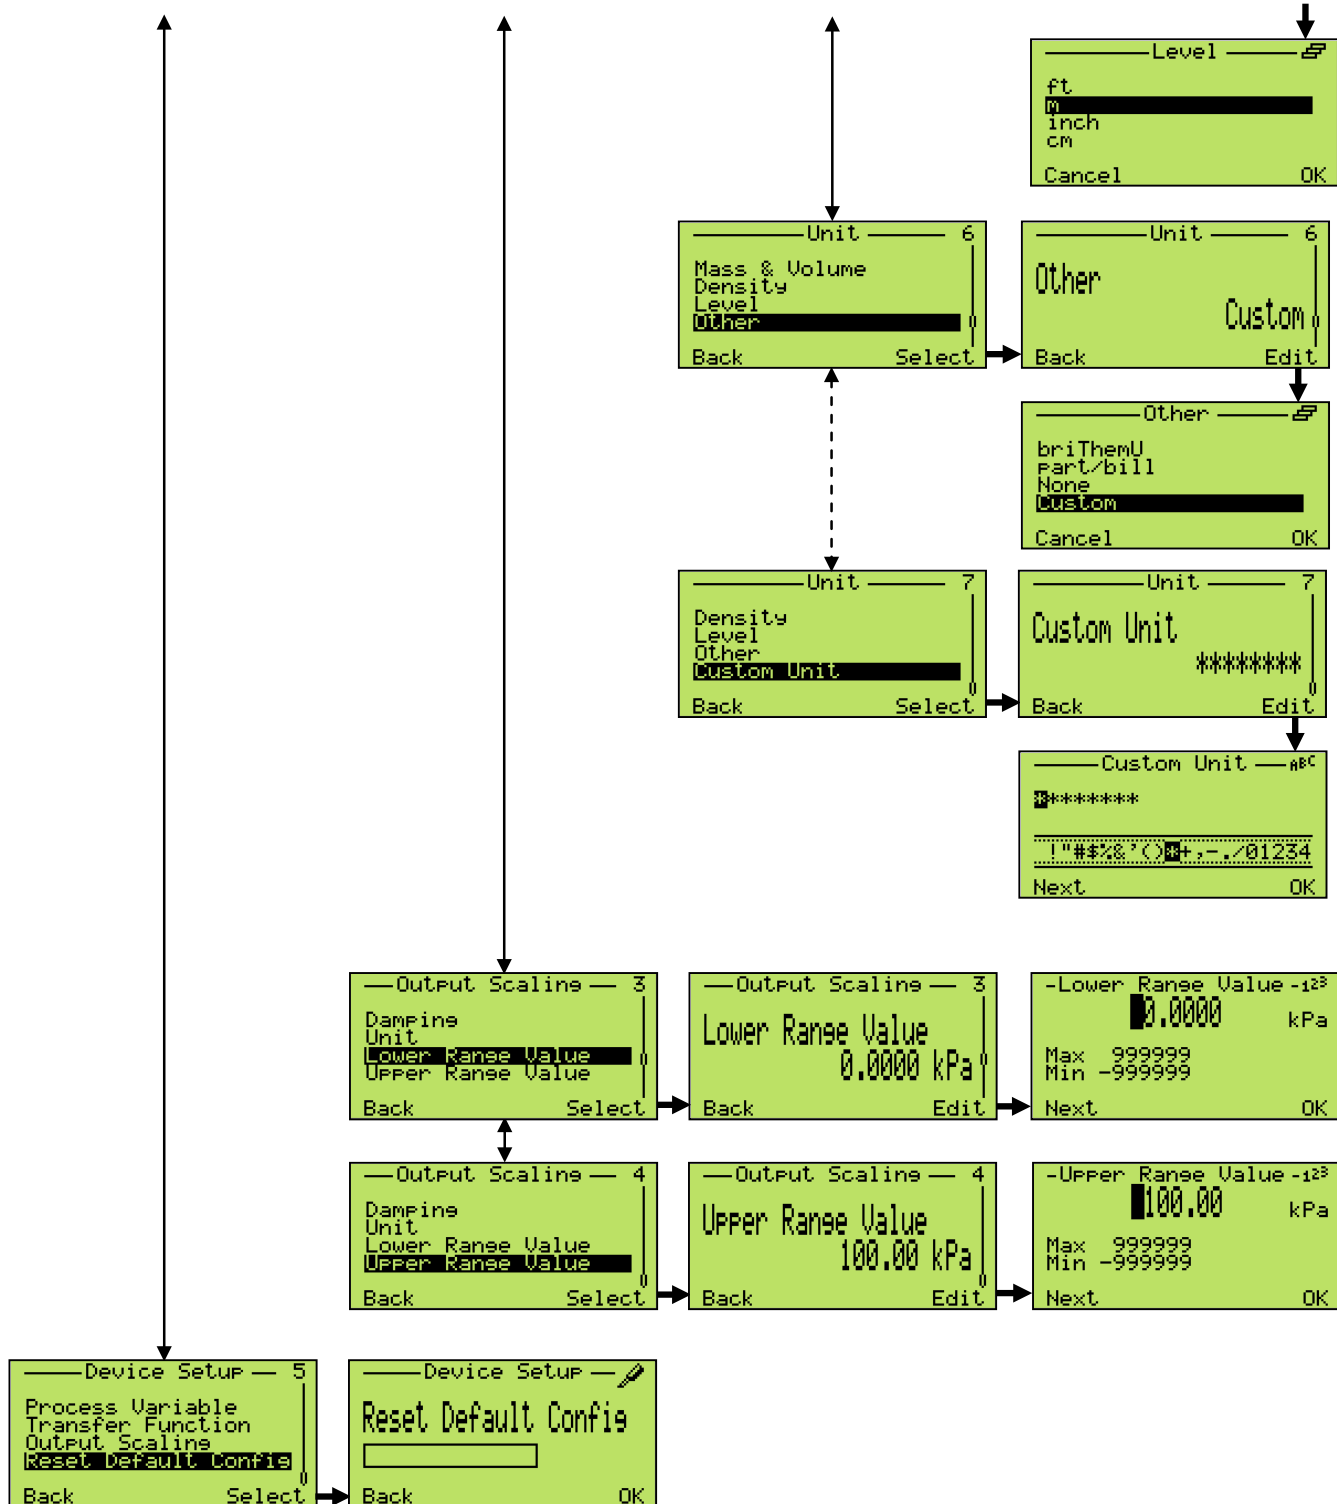 Level
ft
m
inch
cm
Cancel OK
Unit 6
Mass & Volume
Density
Level
Other
Back Select
Unit 6
Other
Custom
Back Edit
Other
briThemU
part/bill
None
Custom
Cancel OK
Unit 7
Density
Level
Other
Custom Unit
Back Select
Unit 7
Custom Unit
********
Back Edit
Custom Unit ABC
********
!"#$%&'()*+,-./01234
Next OK
Output Scaling 3
Damping
Unit
Lower Range Value
Upper Range Value
Back Select
Output Scaling 3
Lower Range Value
0.0000 kPa
Back Edit
-Lower Range Value -123
0.0000 kPa
Max 999999
Min -999999
Next OK
Output Scaling 4
Damping
Unit
Lower Range Value
Upper Range Value
Back Select
Output Scaling 4
Upper Range Value
100.00 kPa
Back Edit
-Upper Range Value -123
100.00 kPa
Max 999999
Min -999999
Next OK
Device Setup 5
Process Variable
Transfer Function
Output Scaling
Reset Default Config
Back Select
Device Setup
Reset Default Config
Back OK